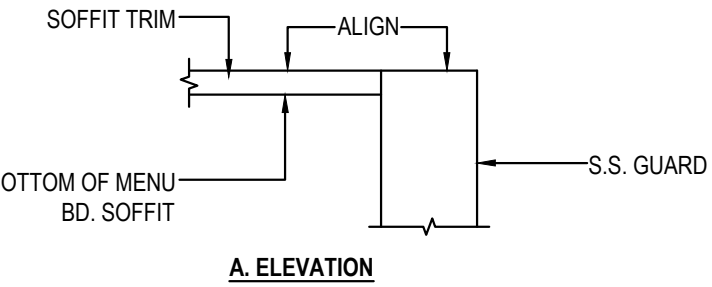 SOFFIT TRIM
ALIGN
OTTOM OF MENU
BD. SOFFIT
S.S. GUARD
A. ELEVATION